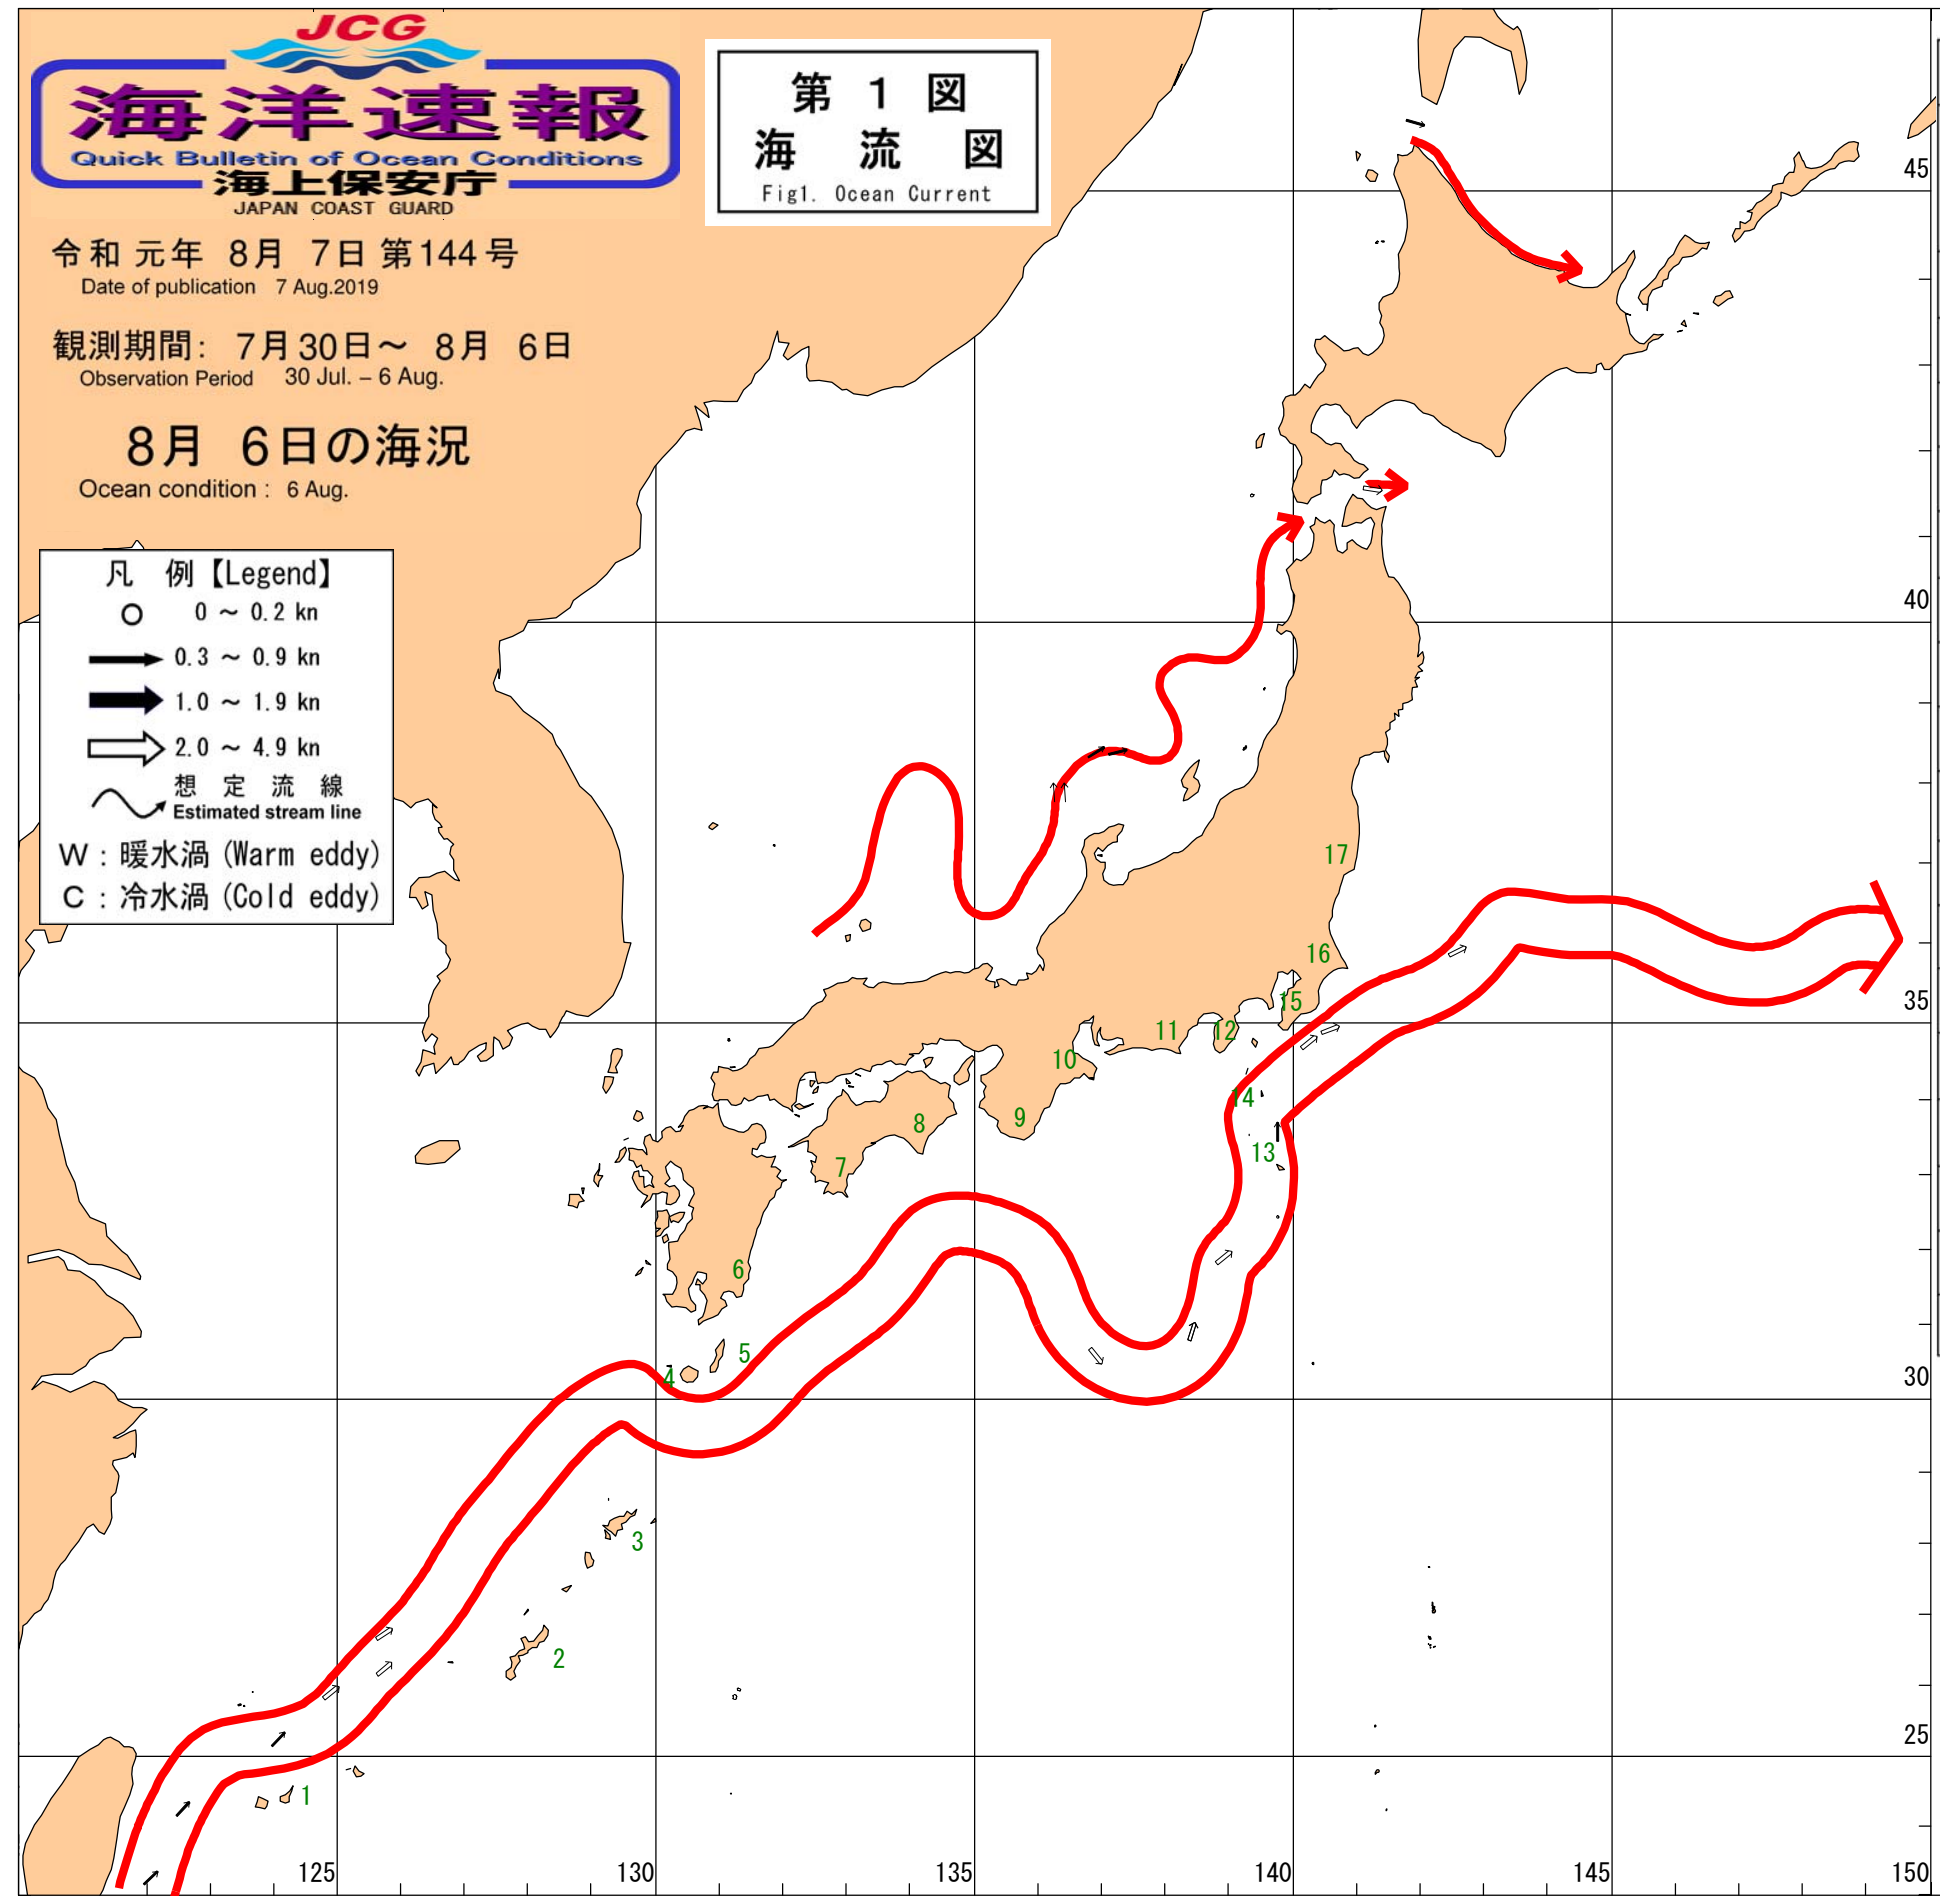 JCG
海洋速報
Quick Bulletin of Ocean Conditions
海上保安庁
JAPAN COAST GUARD
第 1 図
海 流 図
Fig1. Ocean Current
令和 元年 8月 7日 第144号
Date of publication 7 Aug.2019
観測期間: 7月30日～ 8月 6日
Observation Period 30 Jul. – 6 Aug.
8月 6日の海況
Ocean condition : 6 Aug.
凡 例【Legend】
0 ～ 0.2 kn
0.3 ～ 0.9 kn
1.0 ～ 1.9 kn
2.0 ～ 4.9 kn
想 定 流 線
Estimated stream line
W : 暖水渦 (Warm eddy)
C : 冷水渦 (Cold eddy)
45
40
17
16
35
15
11
12
10
14
9
8
13
7
6
5
4
30
3
2
25
1
125
130
135
140
145
150